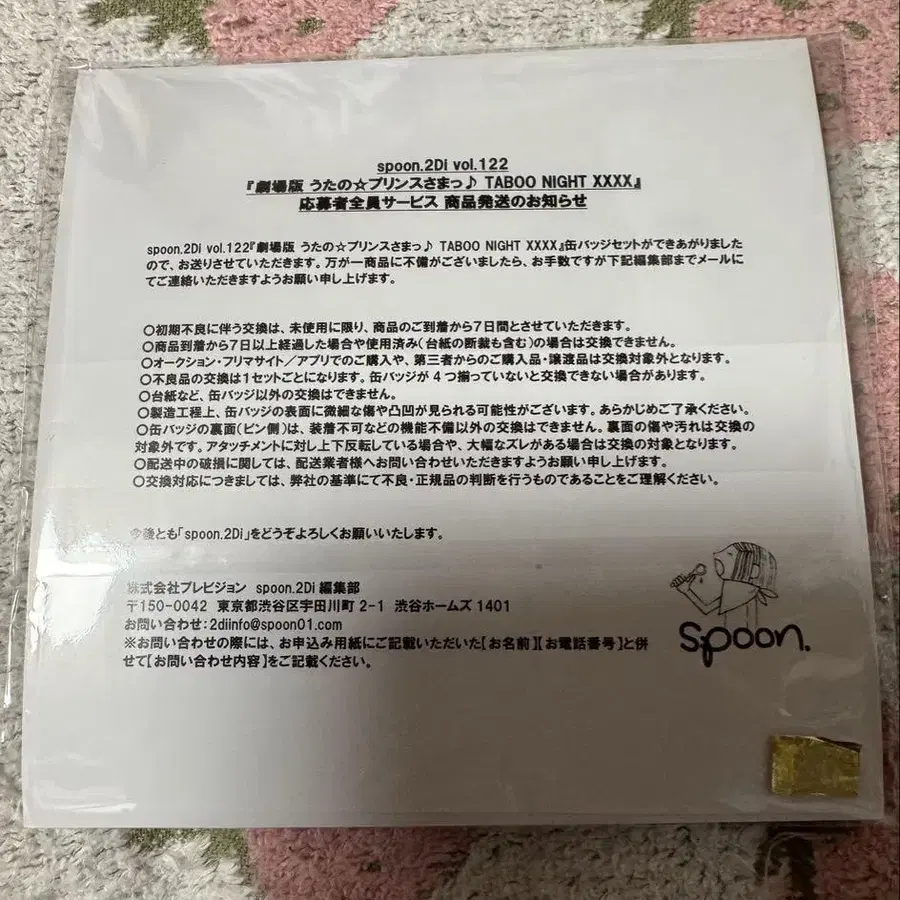 spoon.2Di vol.122
『劇場版 うたの☆プリンスさまっ♪ TABOO NIGHT XXXX』
応募者全員サービス 商品発送のお知らせ
spoon.2Di vol.122『劇場版 うたの☆プリンスさまっ♪ TABOO NIGHT XXXX』缶バッジセットができあがりました
ので、お送りさせていただきます。万が一商品に不備がございましたら、お手数ですが下記編集部までメールに
てご連絡いただきますようお願い申し上げます。
○初期不良に伴う交換は、未使用に限り、商品のご到着から7日間とさせていただきます。
○商品到着から7日以上経過した場合や使用済み(台紙の断裁も含む)の場合は交換できません。
○オークション・フリマサイト/アプリでのご購入や、第三者からのご購入品・譲渡品は交換対象外となります。
○不良品の交換は1セットごとになります。缶バッジが 4 つ揃っていないと交換できない場合があります。
○台紙など、缶バッジ以外の交換はできません。
○製造工程上、缶バッジの表面に微細な傷や凸凹が見られる可能性がございます。あらかじめご了承ください。
○缶バッジの裏面(ピン側)は、装着不可などの機能不備以外の交換はできません。裏面の傷や汚れは交換の
対象外です。アタッチメントに対し上下反転している場合や、大幅なズレがある場合は交換の対象となります。
○配送中の破損に関しては、配送業者様へお問い合わせいただきますようお願い申し上げます。
○交換対応につきましては、弊社の基準にて不良・正規品の判断を行うものであることをご理解ください。
今後とも「spoon.2Di」をどうぞよろしくお願いいたします。
株式会社プレビジョン spoon.2Di 編集部
〒150-0042 東京都渋谷区宇田川町 2-1 渋谷ホームズ 1401
お問い合わせ:2diinfo@spoon01.com
※お問い合わせの際には、お申込み用紙にご記載いただいた【お名前】【お電話番号】と併
せて【お問い合わせ内容】をご記載ください。
spoon.